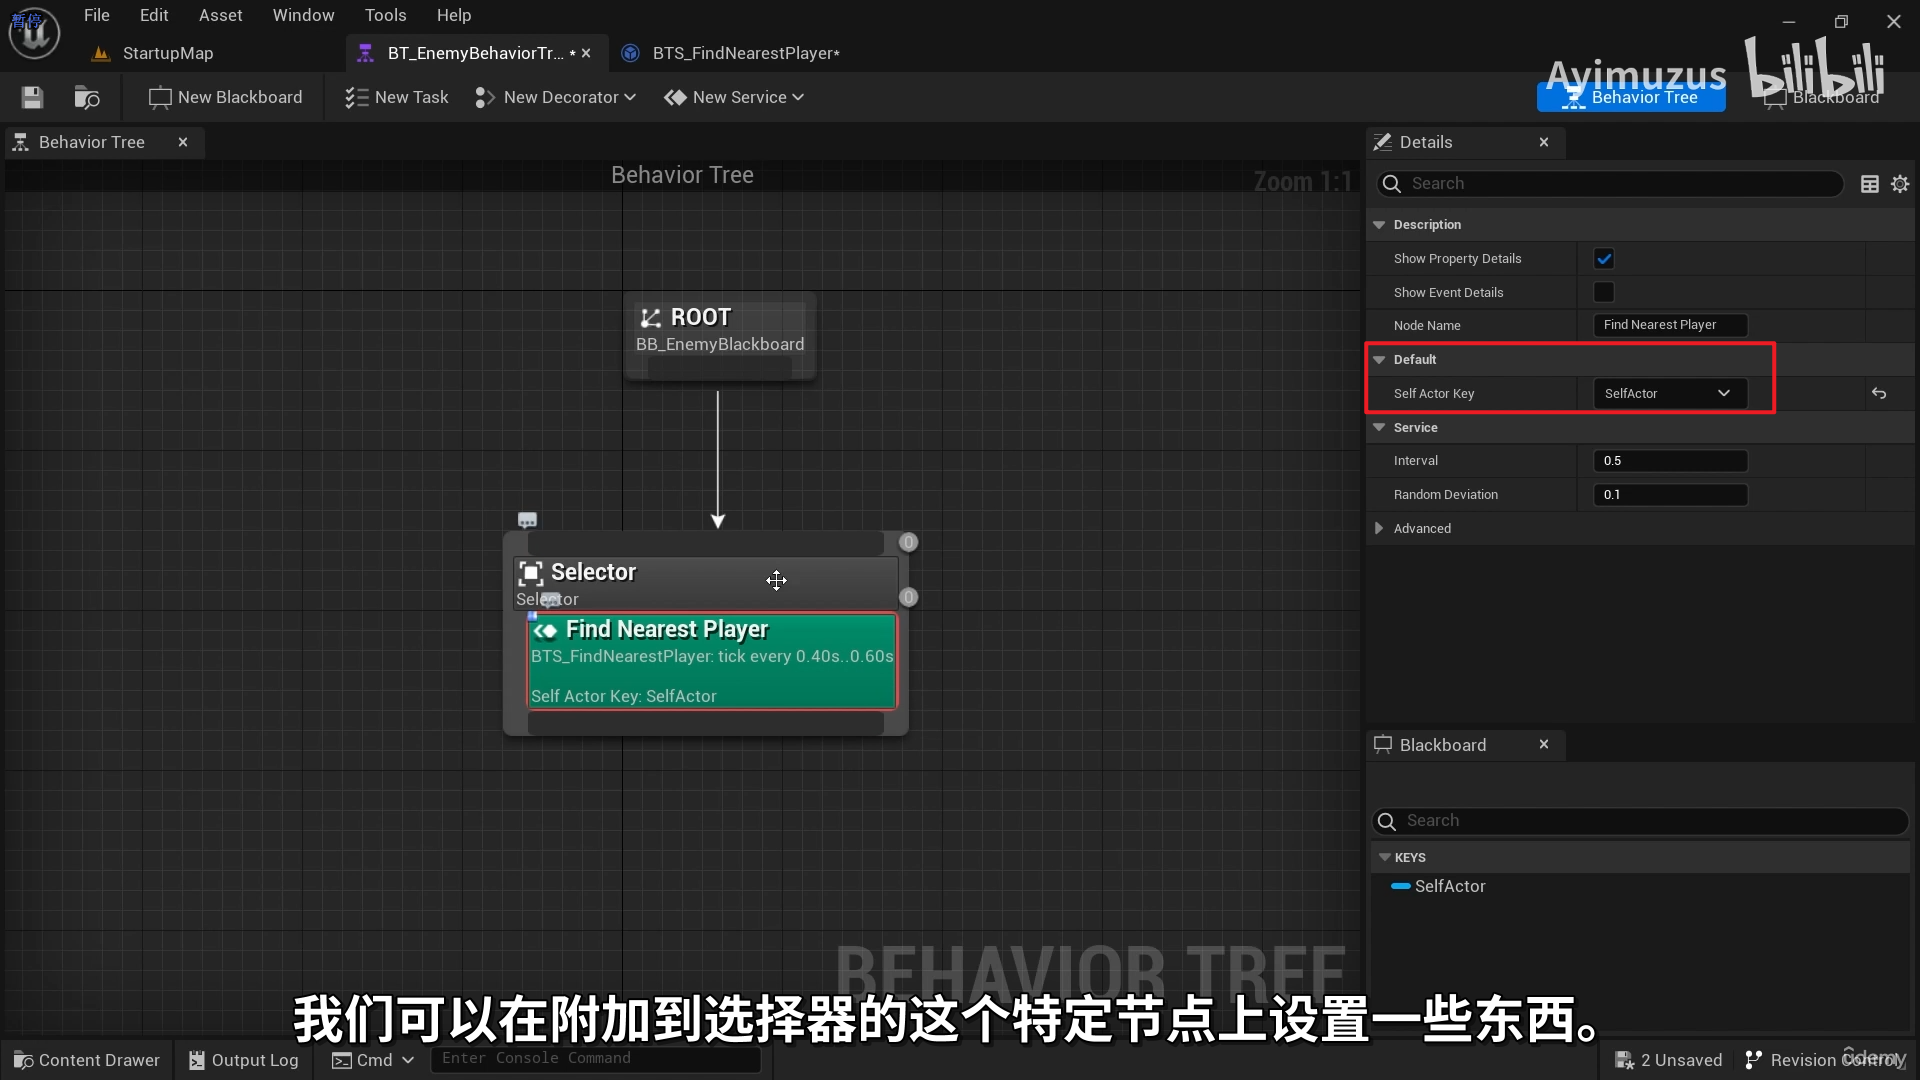 暂停
File Edit Asset Window Tools Help
StartupMap BT_EnemyBehaviorTr... * BTS_FindNearestPlayer*
Ayimuzus bilibili
New Blackboard New Task New Decorator New Service Behavior Tree Blackboard
Behavior Tree
Behavior Tree
Zoom 1:1
ROOT
BB_EnemyBlackboard
0
Selector
Selector
0
Find Nearest Player
BTS_FindNearestPlayer: tick every 0.40s..0.60s
Self Actor Key: SelfActor
BEHAVIOR TREE
Details
Search
Description
Show Property Details
Show Event Details
Node Name Find Nearest Player
Default
Self Actor Key SelfActor
Service
Interval 0.5
Random Deviation 0.1
Advanced
Blackboard
Search
KEYS
SelfActor
我们可以在附加到选择器的这个特定节点上设置一些东西。
Content Drawer Output Log Cmd Enter Console Command 2 Unsaved Revision Control
ûdemy